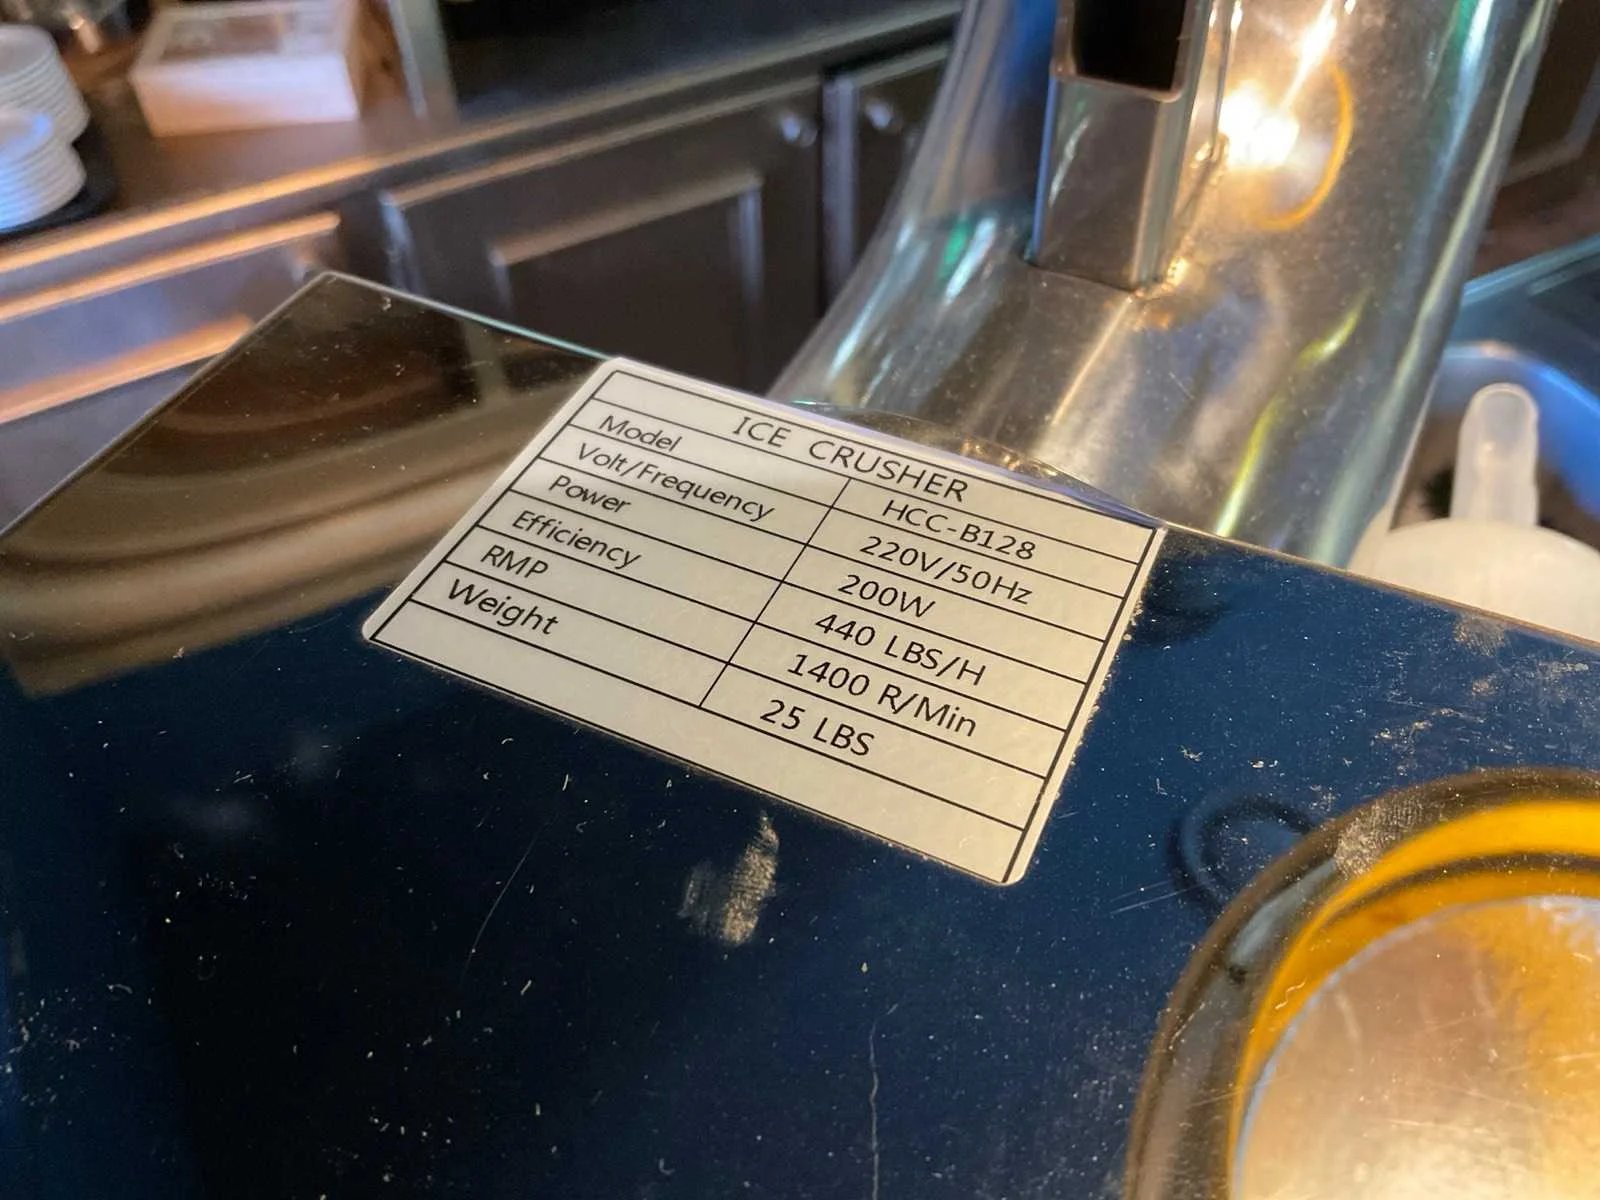 ICE CRUSHER
Model HCC-B128
Volt/Frequency 220V/50Hz
Power 200W
Efficiency 440 LBS/H
RMP 1400 R/Min
Weight 25 LBS